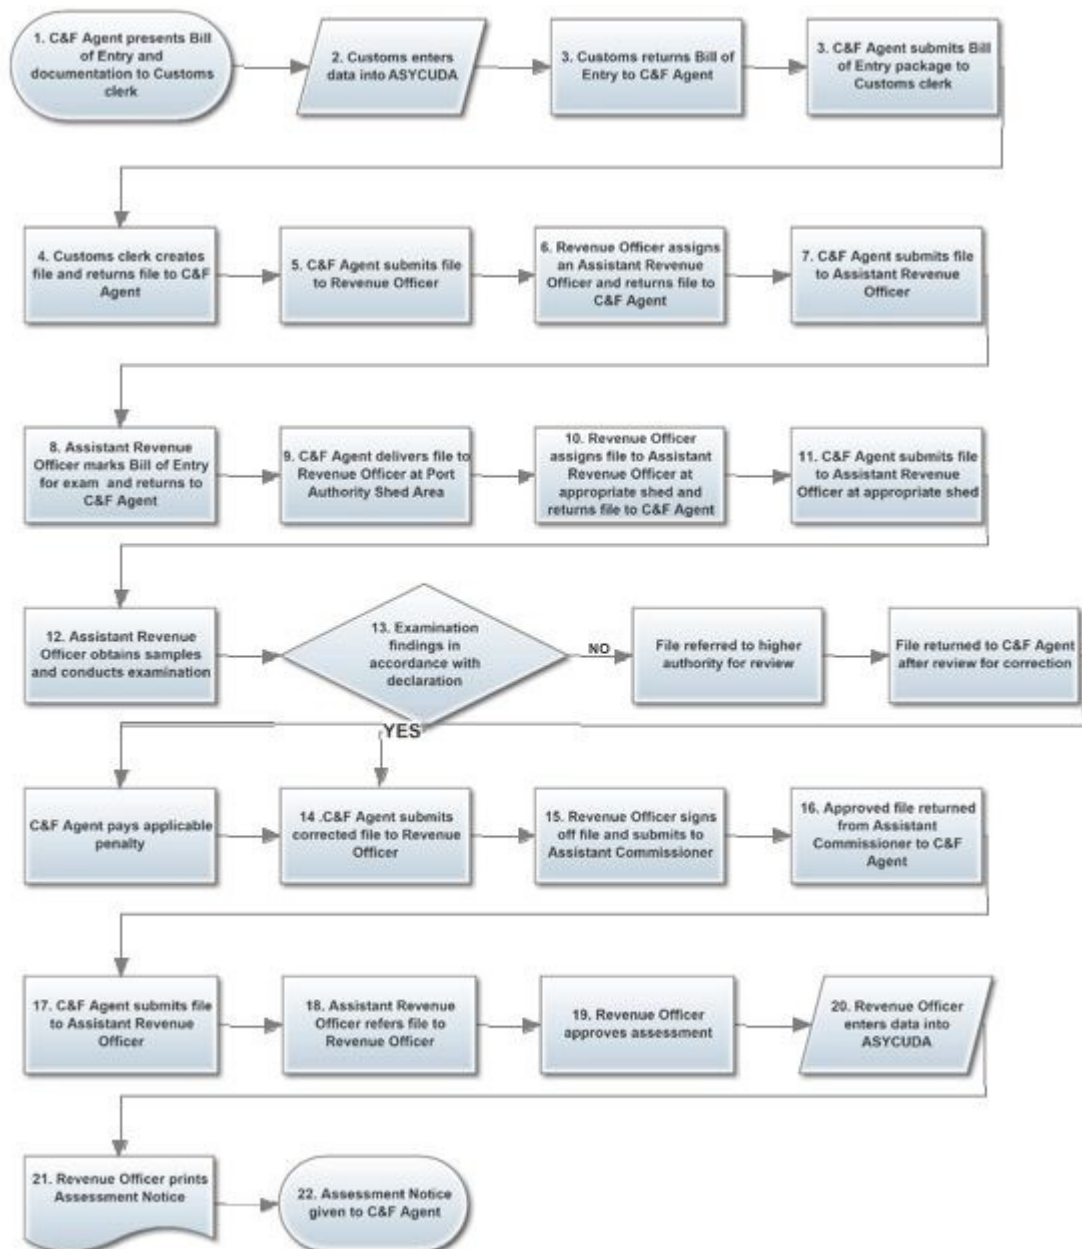 1. C&F Agent presents Bill
of Entry and
documentation to Customs
clerk
2. Customs enters
data into ASYCUDA
3. Customs returns Bill of
Entry to C&F Agent
3. C&F Agent submits Bill
of Entry package to
Customs clerk
4. Customs clerk creates
file and returns file to C&F
Agent
5. C&F Agent submits file
to Revenue Officer
6. Revenue Officer assigns
an Assistant Revenue
Officer and returns file to
C&F Agent
7. C&F Agent submits file
to Assistant Revenue
Officer
8. Assistant Revenue
Officer marks Bill of Entry
for exam and returns to
C&F Agent
9. C&F Agent delivers file to
Revenue Officer at Port
Authority Shed Area
10. Revenue Officer
assigns file to Assistant
Revenue Officer at
appropriate shed and
returns file to C&F Agent
11. C&F Agent submits file
to Assistant Revenue
Officer at appropriate shed
12. Assistant Revenue
Officer obtains samples
and conducts examination
13. Examination
findings in
accordance with
declaration
NO
File referred to higher
authority for review
File returned to C&F Agent
after review for correction
YES
C&F Agent pays applicable
penalty
14 .C&F Agent submits
corrected file to Revenue
Officer
15. Revenue Officer signs
off file and submits to
Assistant Commissioner
16. Approved file returned
from Assistant
Commissioner to C&F
Agent
17. C&F Agent submits file
to Assistant Revenue
Officer
18. Assistant Revenue
Officer refers file to
Revenue Officer
19. Revenue Officer
approves assessment
20. Revenue Officer
enters data into
ASYCUDA
21. Revenue Officer prints
Assessment Notice
22. Assessment Notice
given to C&F Agent